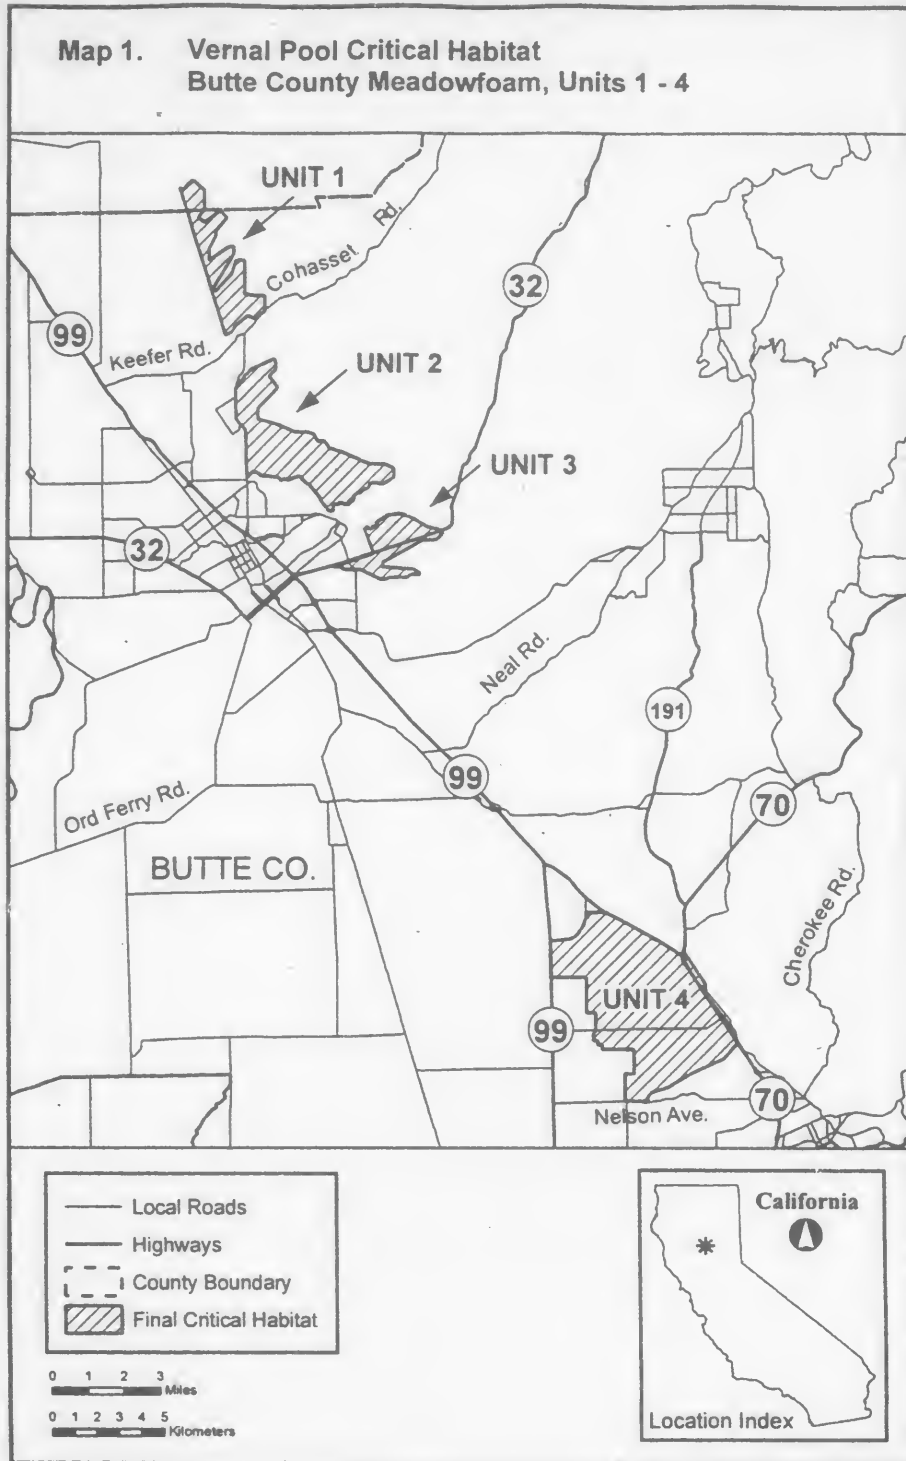 Map 1. Vernal Pool Critical Habitat
Butte County Meadowfoam, Units 1 - 4
UNIT 1
Cohasset Rd.
32
99
Keefer Rd.
UNIT 2
UNIT 3
32
Neal Rd.
191
99
70
Ord Ferry Rd.
BUTTE CO.
Cherokee Rd.
UNIT 4
99
70
Nelson Ave.
Local Roads
Highways
County Boundary
Final Critical Habitat
0 1 2 3
Miles
0 1 2 3 4 5
Kilometers
California
Location Index